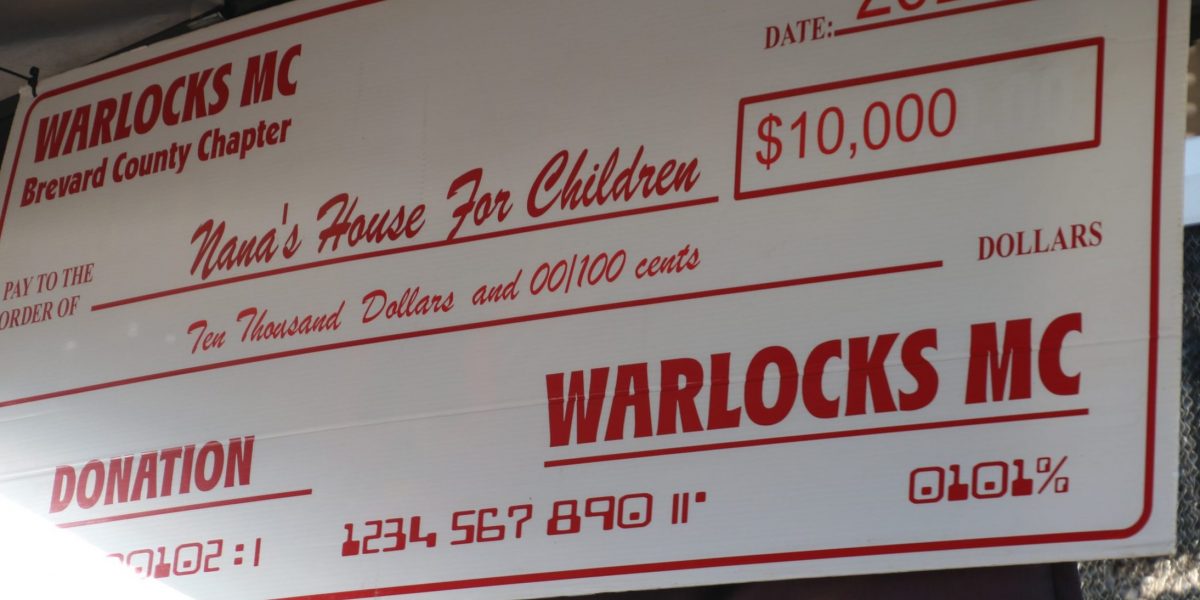 WARLOCKS MC
Brevard County Chapter
DATE:
$10,000
PAY TO THE
ORDER OF
Nana's House For Children
Ten Thousand Dollars and 00/100 cents
DOLLARS
WARLOCKS MC
DONATION
1234 567 890 11"
0101%